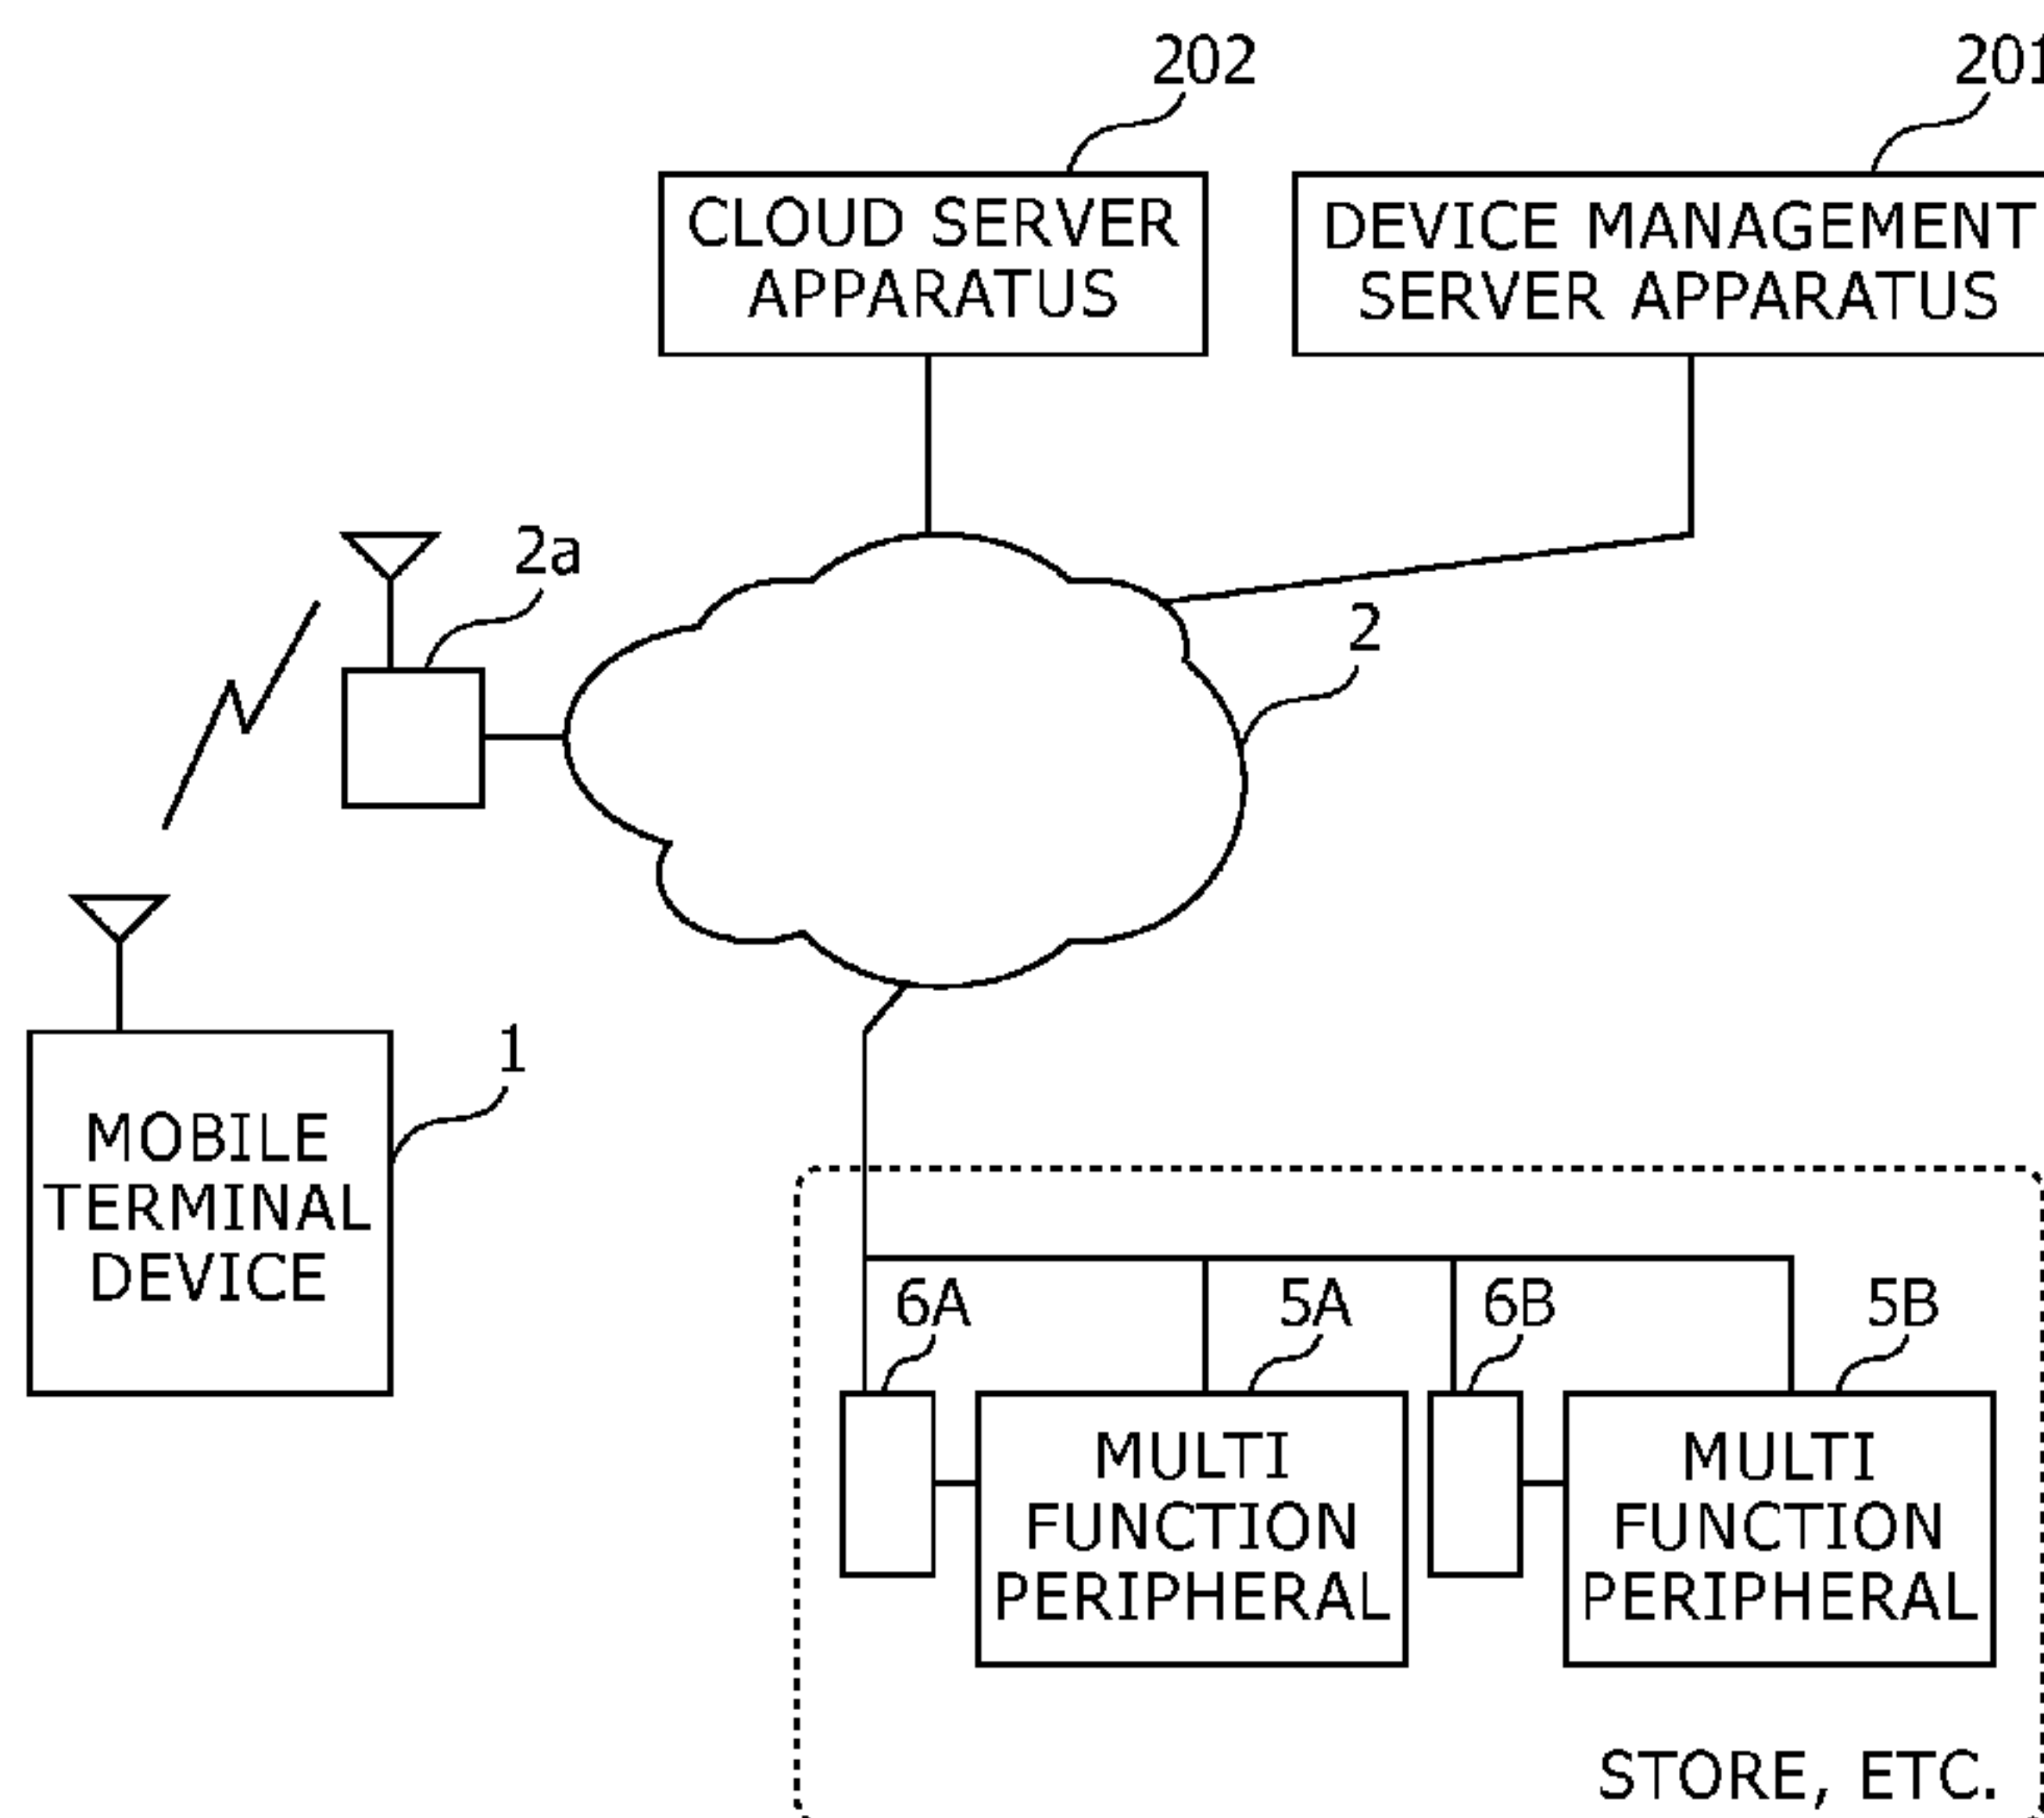 202
201
CLOUD SERVER
APPARATUS
DEVICE MANAGEMENT
SERVER APPARATUS
2a
2
1
MOBILE
TERMINAL
DEVICE
6A
5A
6B
5B
MULTI
FUNCTION
PERIPHERAL
MULTI
FUNCTION
PERIPHERAL
STORE, ETC.